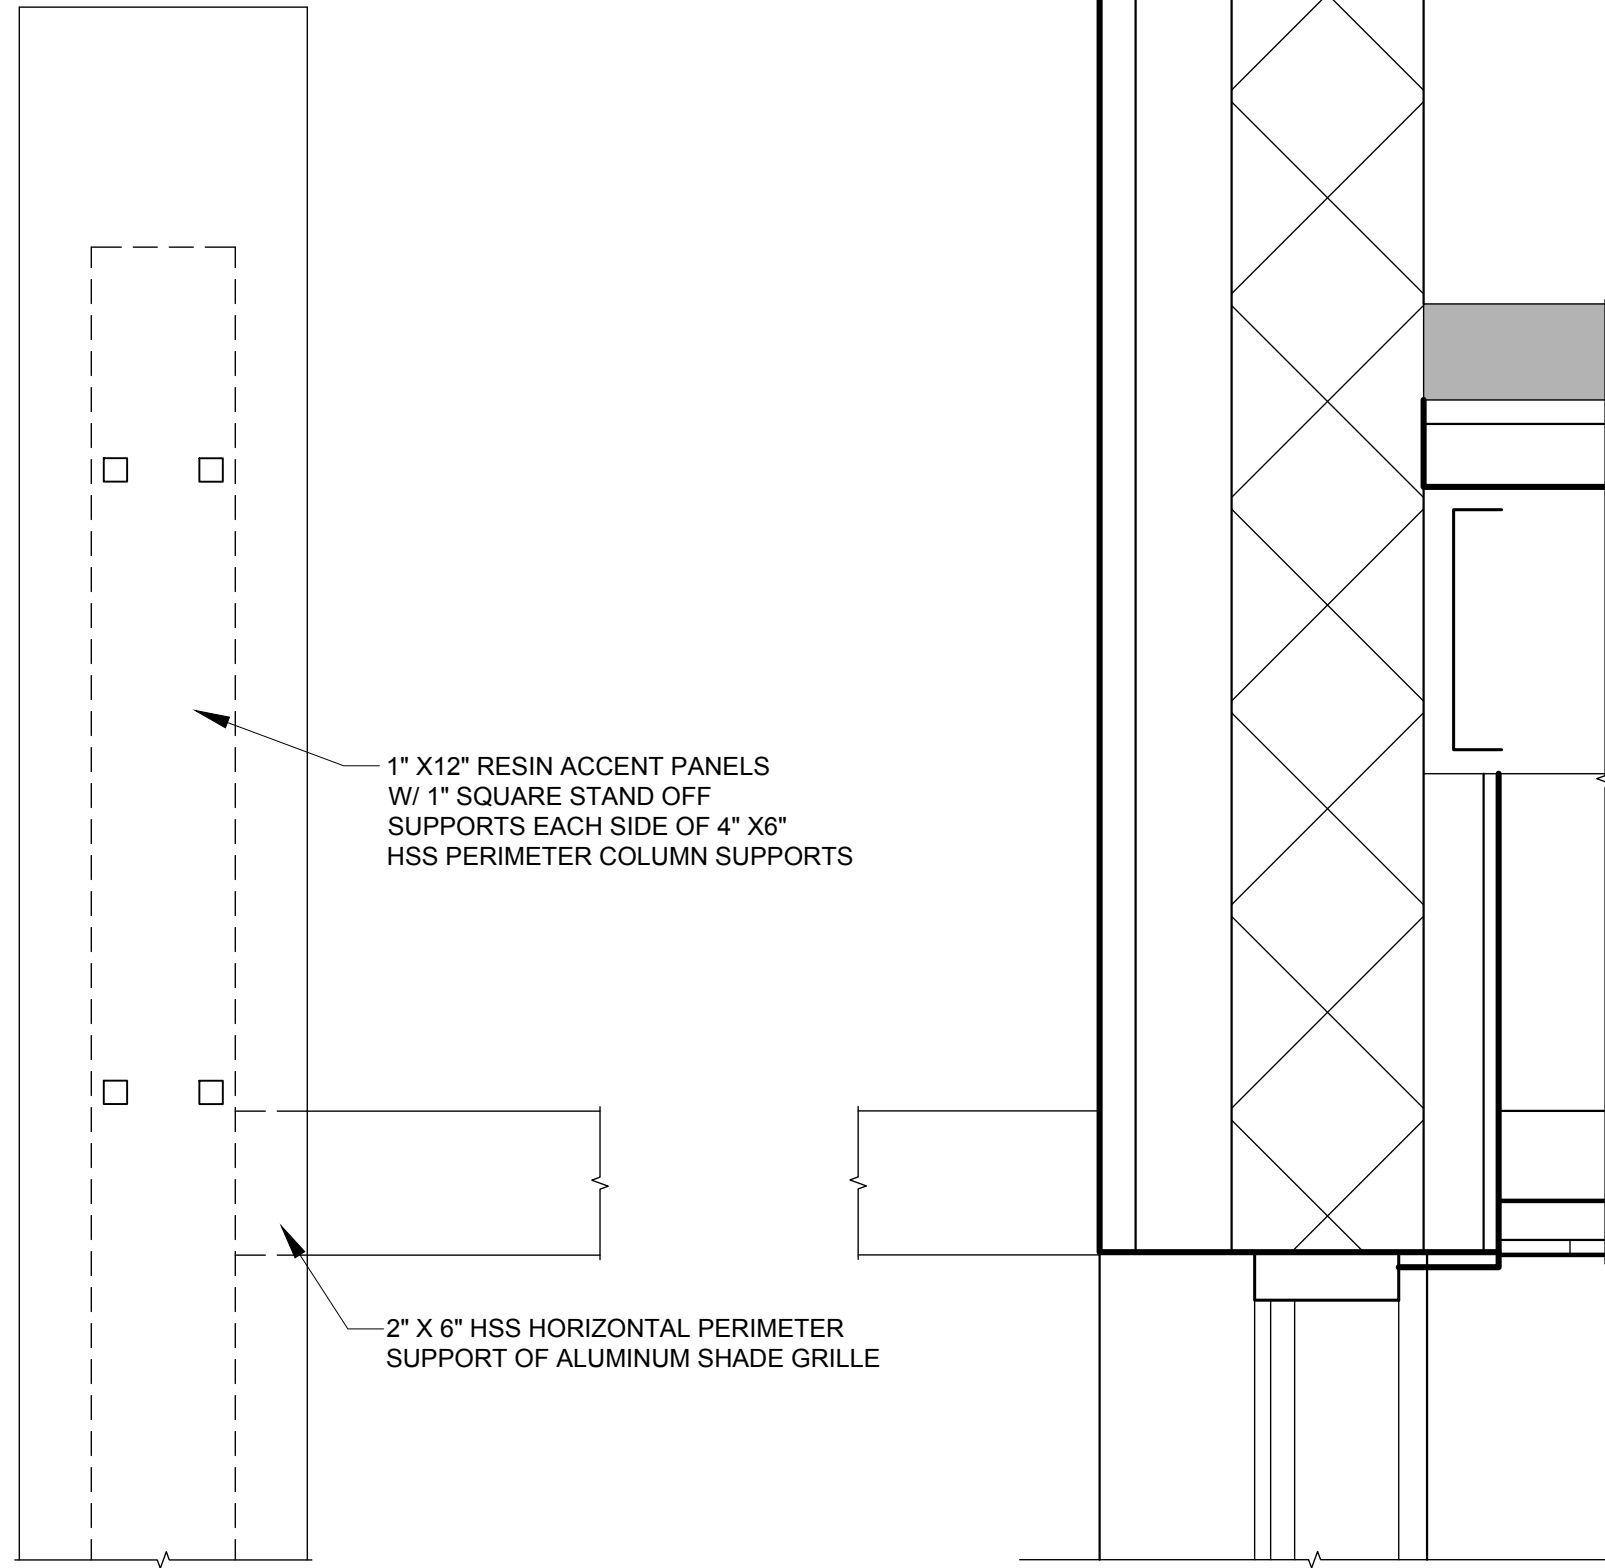 1" X12" RESIN ACCENT PANELS
W/ 1" SQUARE STAND OFF
SUPPORTS EACH SIDE OF 4" X6"
HSS PERIMETER COLUMN SUPPORTS
2" X 6" HSS HORIZONTAL PERIMETER
SUPPORT OF ALUMINUM SHADE GRILLE